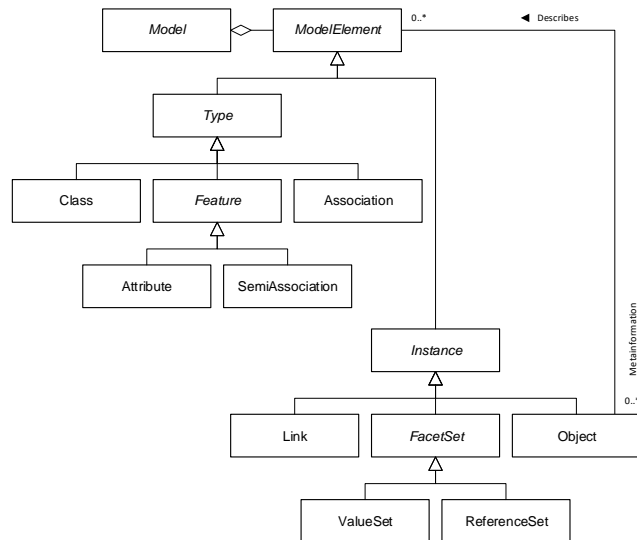 Model
ModelElement
0..*
◄ Describes
Type
Class
Feature
Association
Attribute
SemiAssociation
Metainformation
Instance
0..*
Link
FacetSet
Object
ValueSet
ReferenceSet